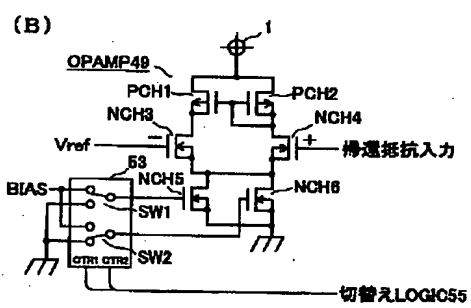 (B)
1
OPAMP49
PCH1
PCH2
NCH3
NCH4
Vref
−
+
帰還抵抗入力
53
NCH5
NCH6
BIAS
SW1
SW2
CTR1 CTR2
切替えLOGIC55